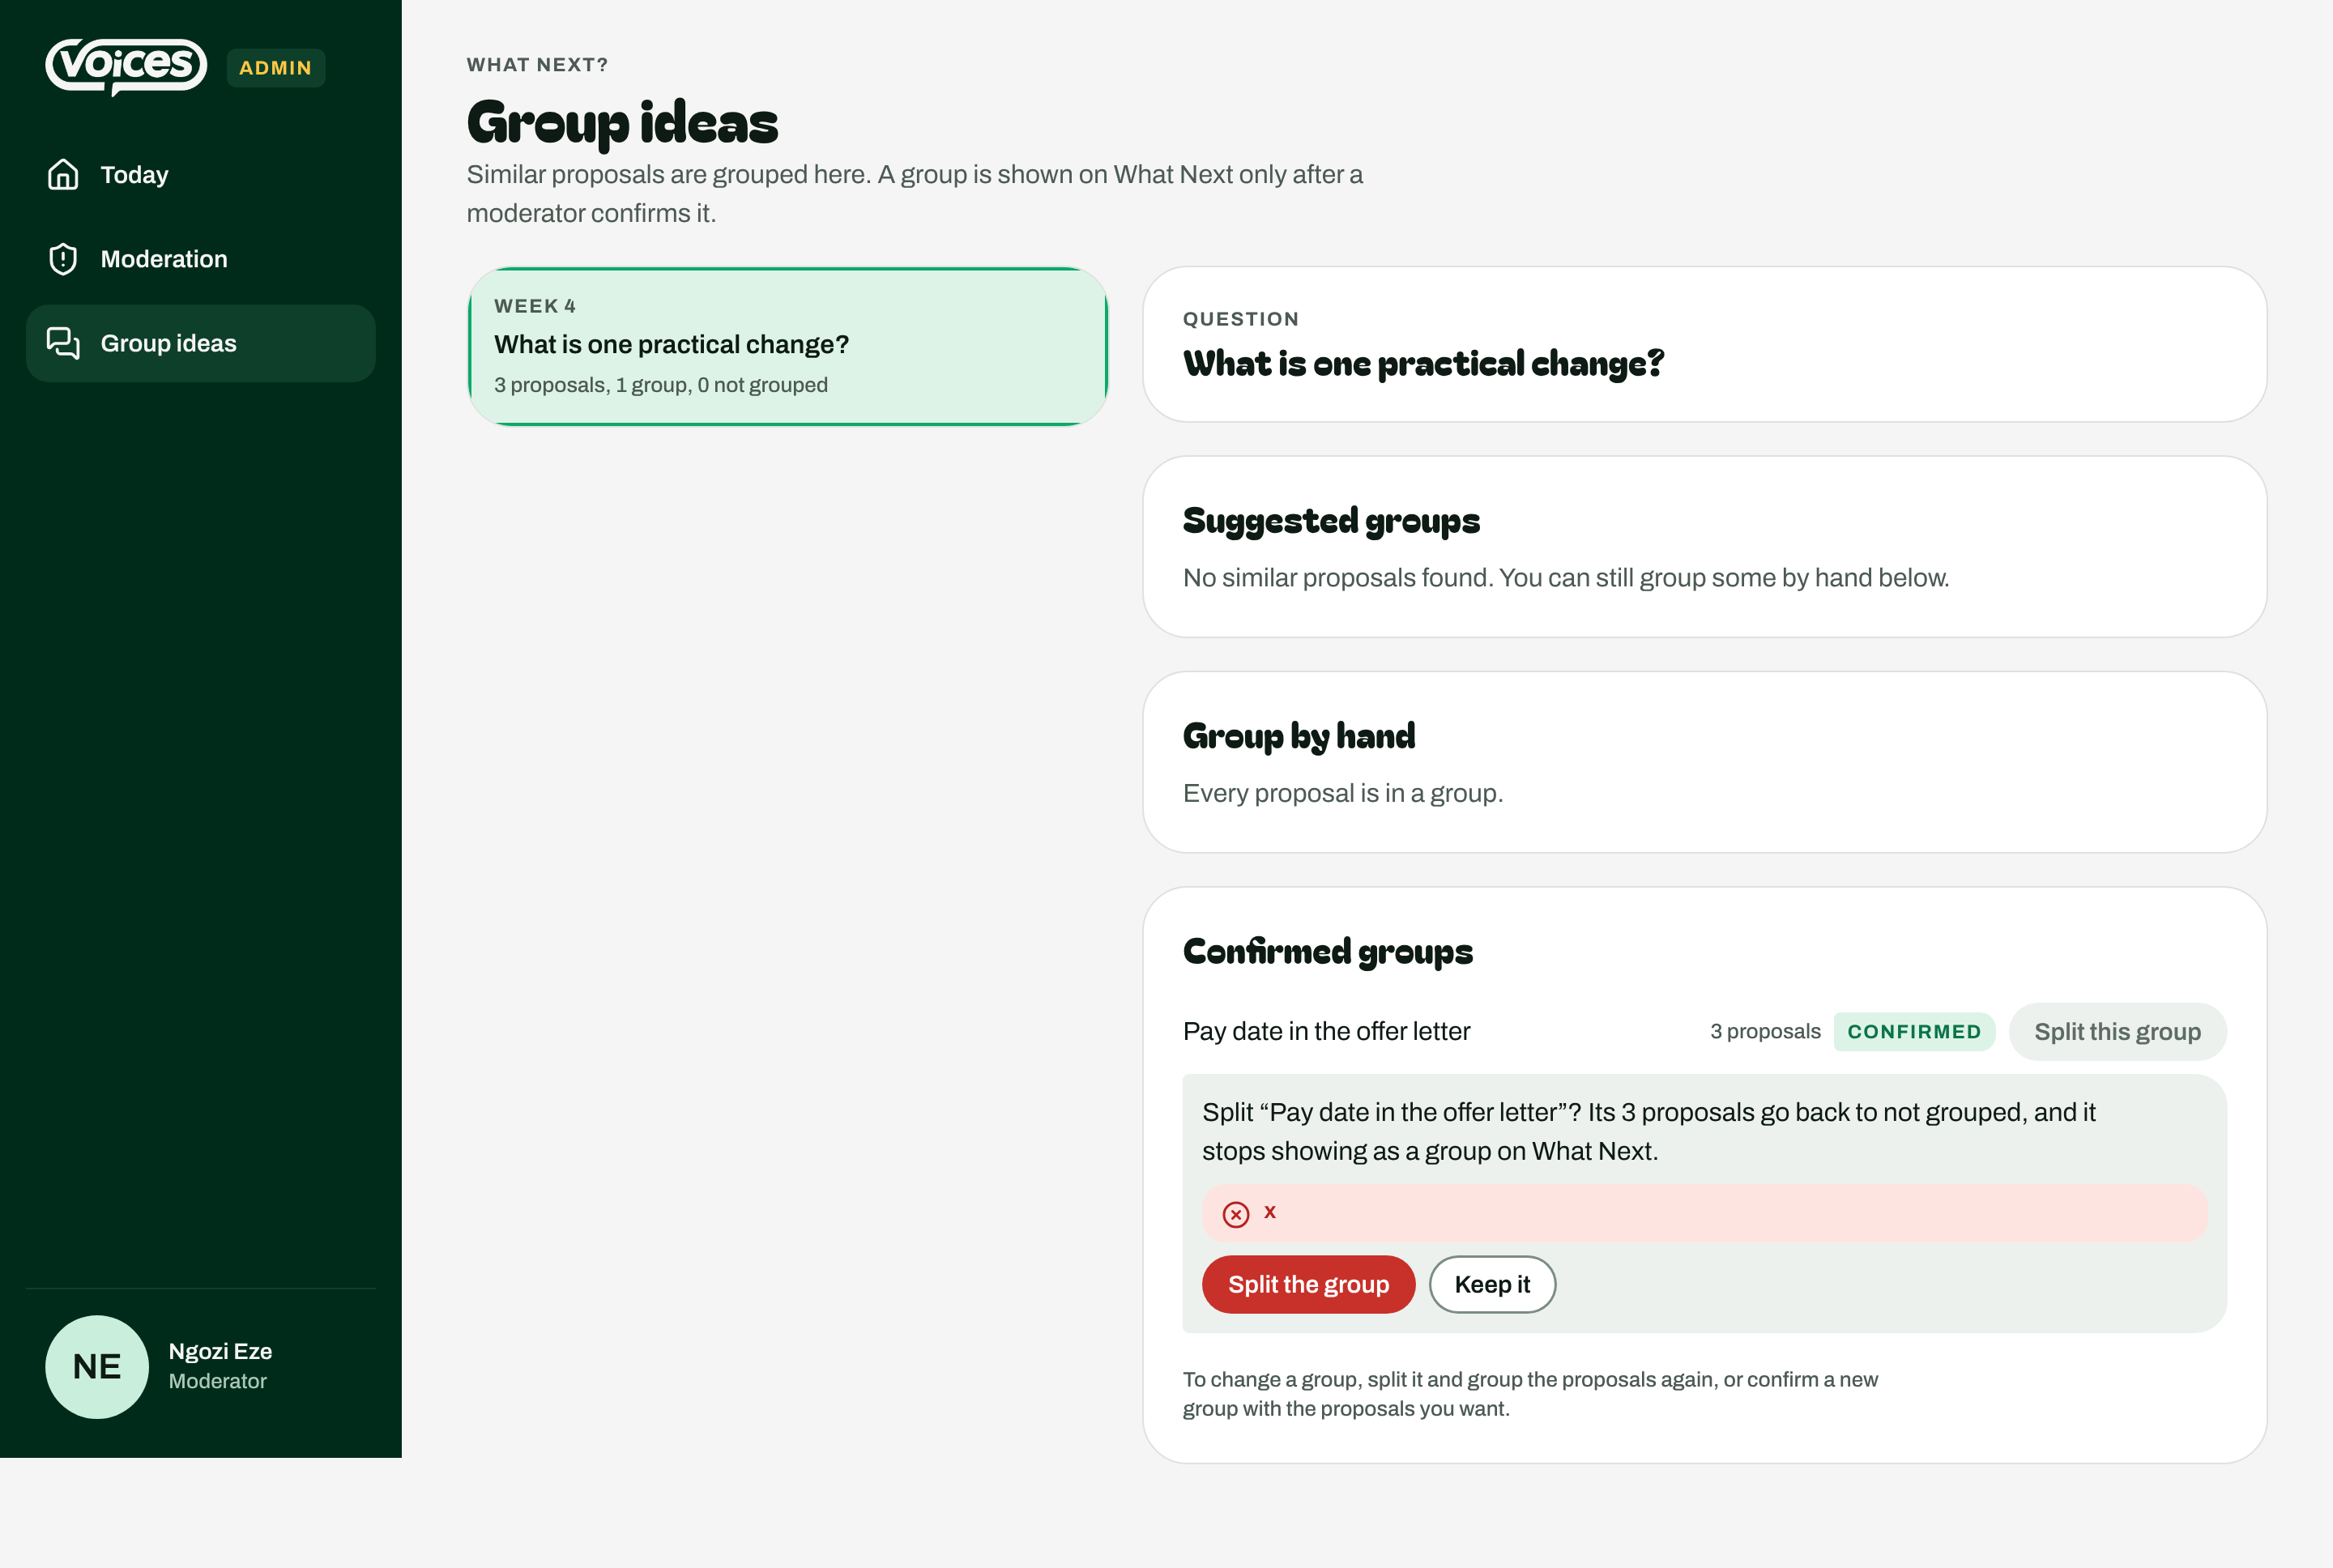 voices
ADMIN
Today
Moderation
Group ideas
NE
Ngozi Eze
Moderator
WHAT NEXT?
Group ideas
Similar proposals are grouped here. A group is shown on What Next only after a
moderator confirms it.
WEEK 4
What is one practical change?
3 proposals, 1 group, 0 not grouped
QUESTION
What is one practical change?
Suggested groups
No similar proposals found. You can still group some by hand below.
Group by hand
Every proposal is in a group.
Confirmed groups
Pay date in the offer letter
3 proposals
CONFIRMED
Split this group
Split “Pay date in the offer letter”? Its 3 proposals go back to not grouped, and it
stops showing as a group on What Next.
x
Split the group
Keep it
To change a group, split it and group the proposals again, or confirm a new
group with the proposals you want.